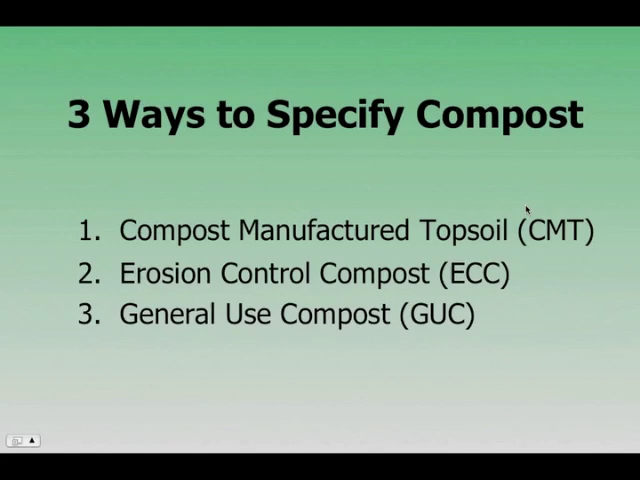 3 Ways to Specify Compost
1. Compost Manufactured Topsoil (CMT)
2. Erosion Control Compost (ECC)
3. General Use Compost (GUC)